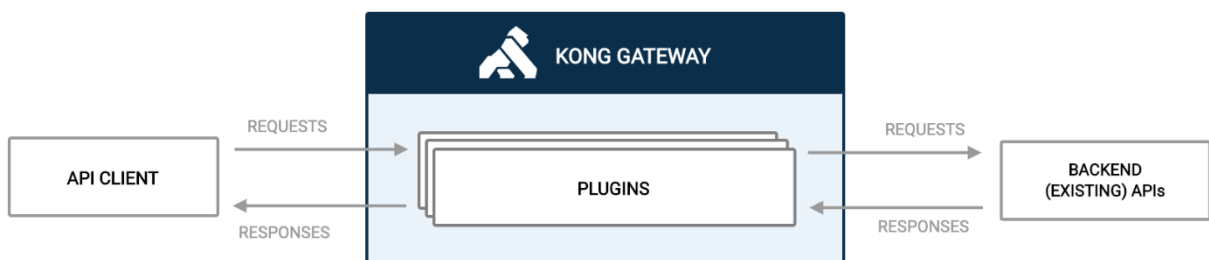 KONG GATEWAY
REQUESTS
REQUESTS
API CLIENT
PLUGINS
BACKEND
(EXISTING) APIs
RESPONSES
RESPONSES